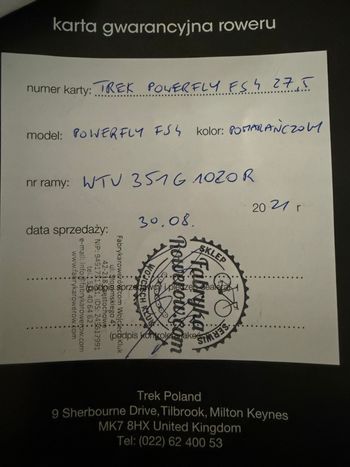 karta gwarancyjna roweru
numer karty: TREK POWERFLY FS4 27,5
model: POWERFLY FS4 kolor: POMARAŃCZOWY
nr ramy: WTU 351G1020R
2021 r
data sprzedaży: 30.08.
SKLEP
Fabryka
Rowerow.com
SERWIS
Trek Poland
9 Sherbourne Drive, Tilbrook, Milton Keynes
MK7 8HX United Kingdom
Tel: (022) 62 400 53